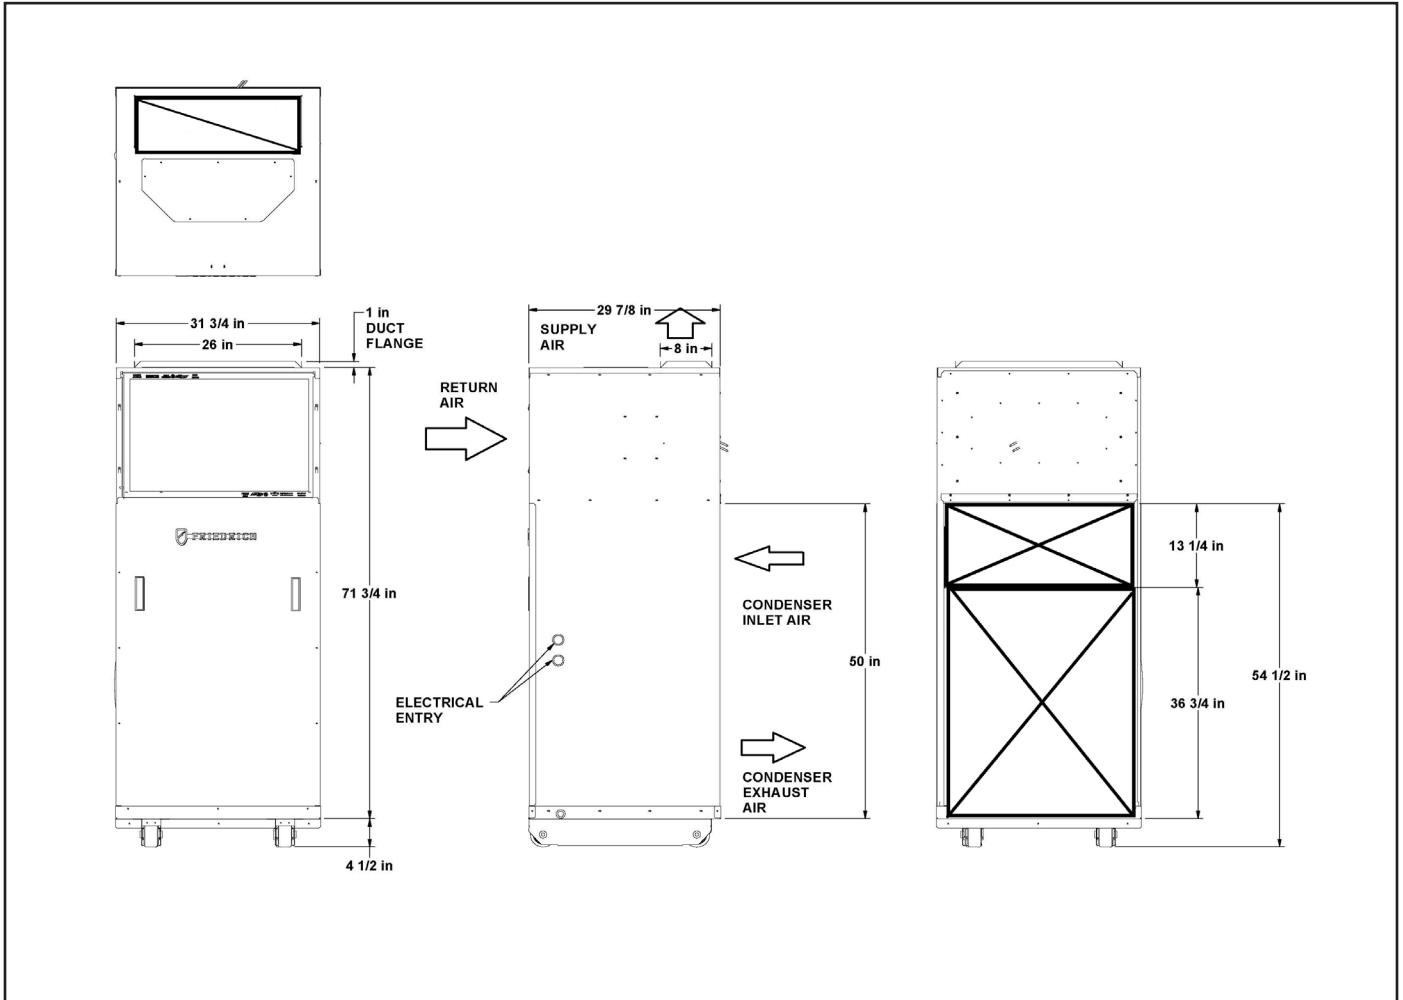 31 3/4 in
26 in
1 in
DUCT
FLANGE
29 7/8 in
SUPPLY
AIR
8 in
RETURN
AIR
FRIEDRICH
71 3/4 in
4 1/2 in
ELECTRICAL
ENTRY
CONDENSER
INLET AIR
50 in
CONDENSER
EXHAUST
AIR
13 1/4 in
36 3/4 in
54 1/2 in